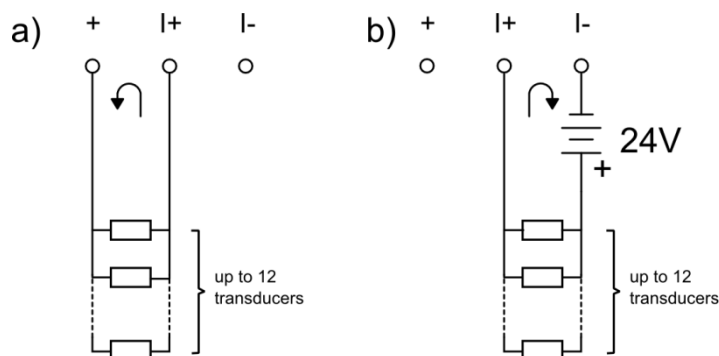 a) + I+ I-
up to 12
transducers
b) + I+ I-
24V
+
up to 12
transducers